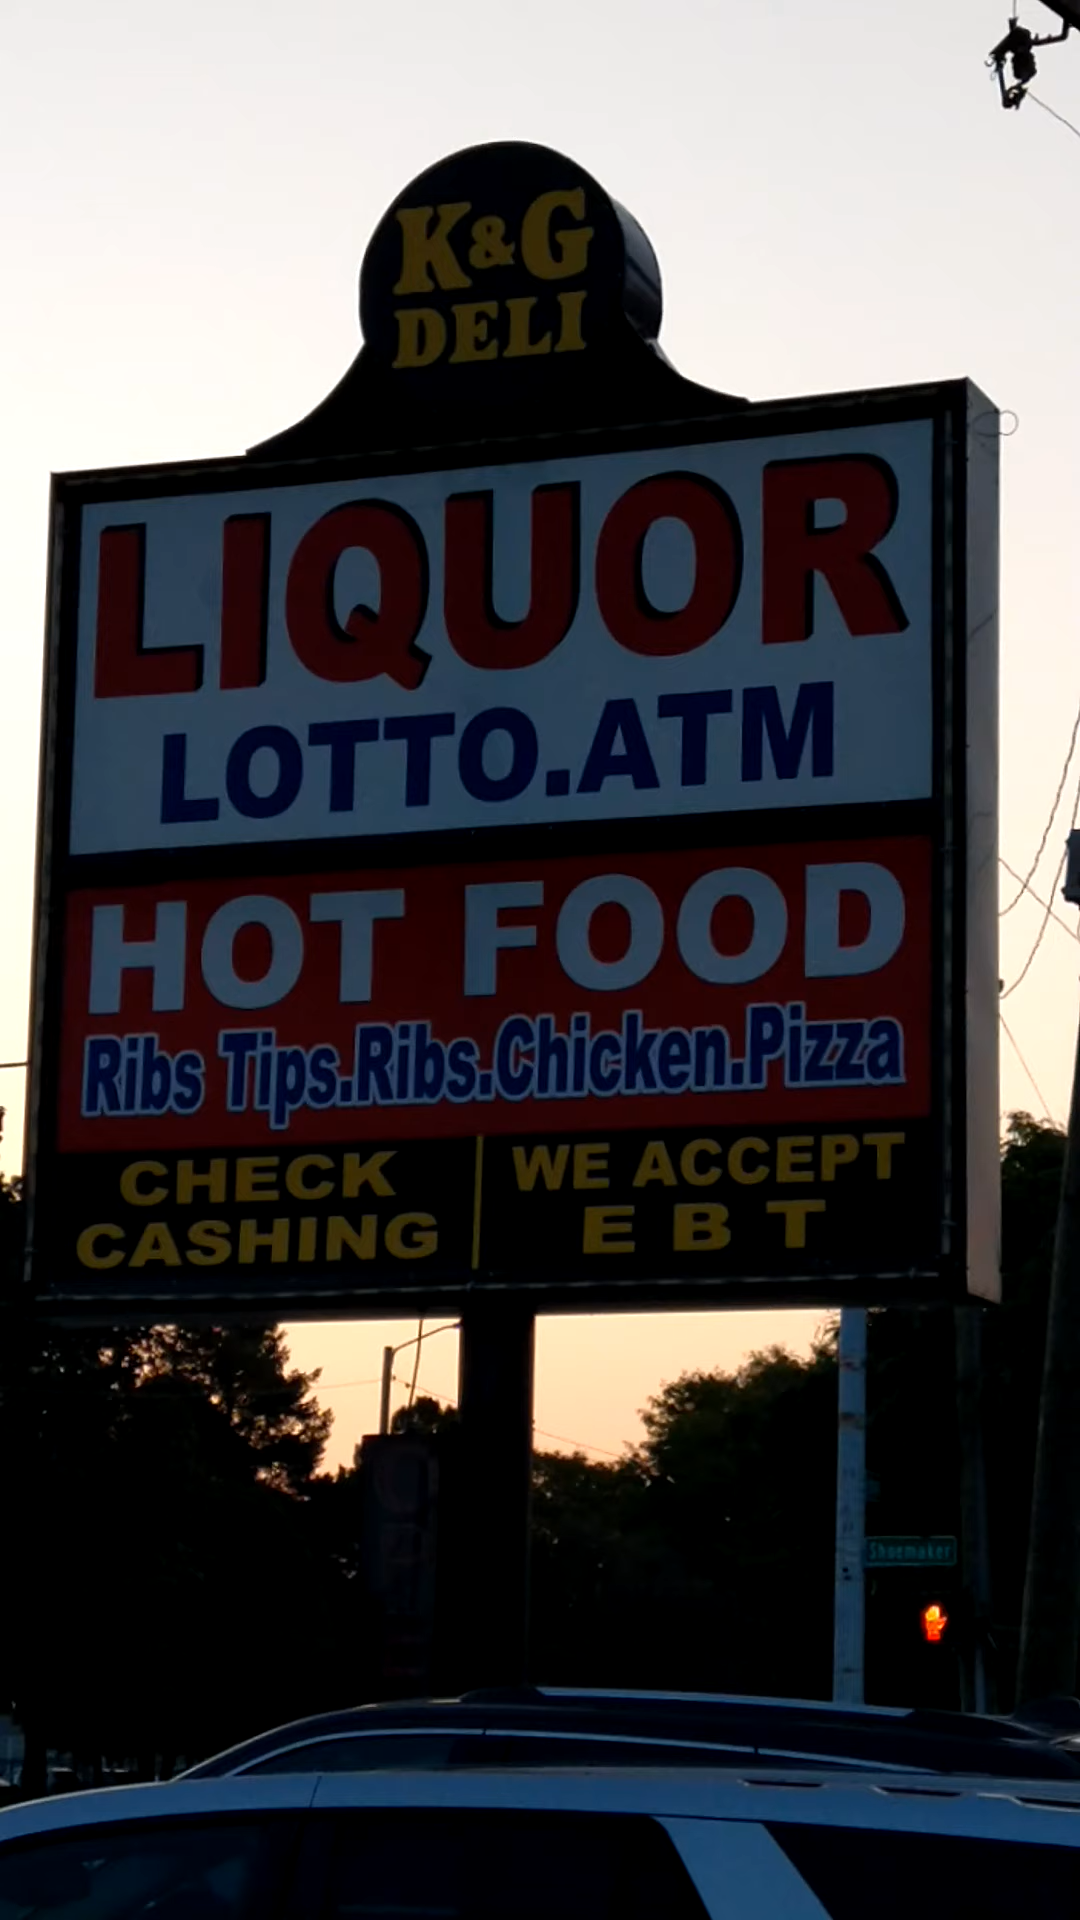 K&G
DELI
LIQUOR
LOTTO.ATM
HOT FOOD
Ribs Tips.Ribs.Chicken.Pizza
CHECK
CASHING
WE ACCEPT
E B T
Shoemaker